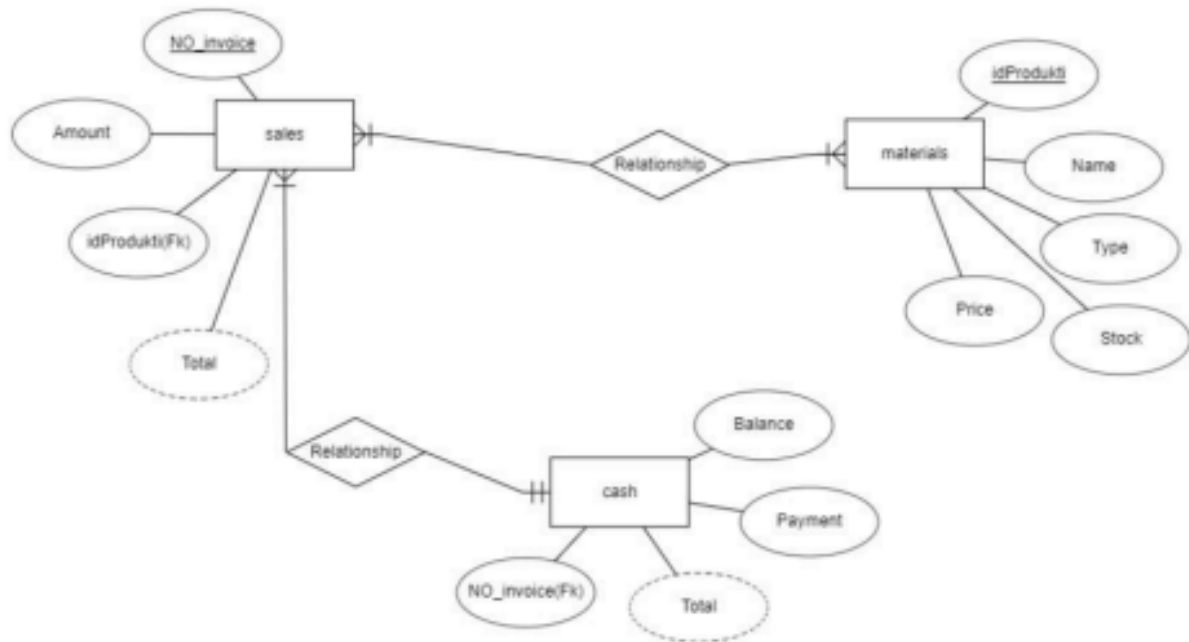 NO_invoice
idProdukti
Amount
sales
Relationship
materials
Name
idProdukti(Fk)
Type
Price
Stock
Total
Relationship
Balance
cash
Payment
NO_invoice(Fk)
Total